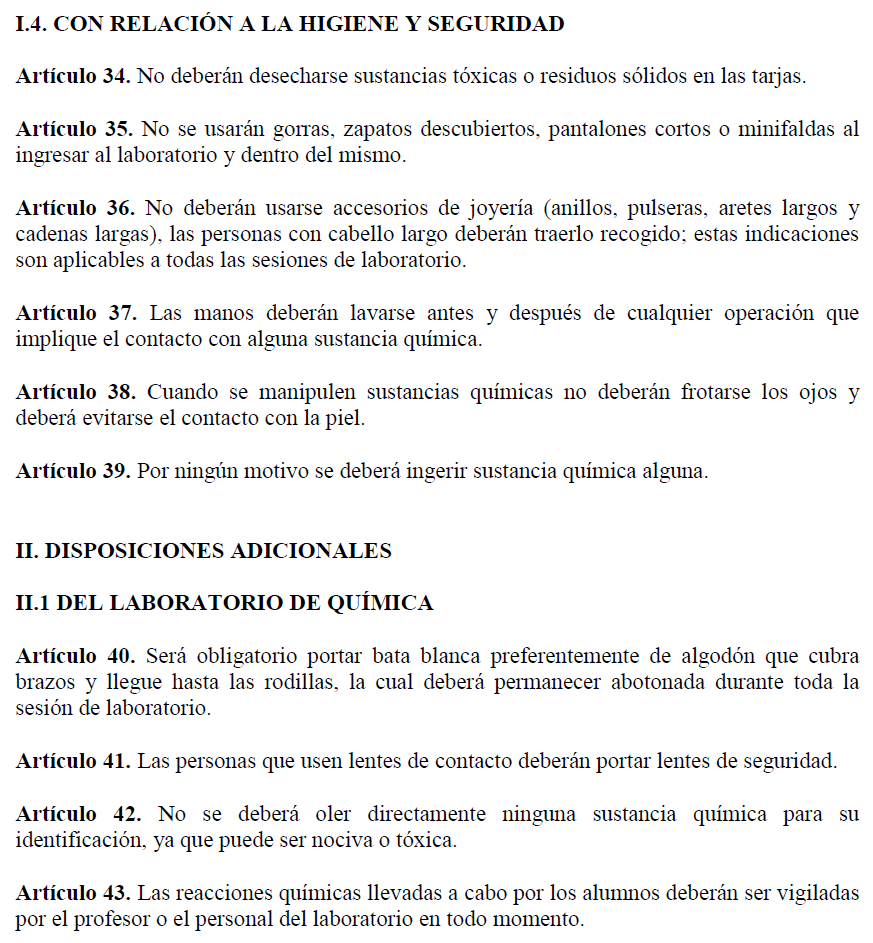 I.4. CON RELACIÓN A LA HIGIENE Y SEGURIDAD
Artículo 34. No deberán desecharse sustancias tóxicas o residuos sólidos en las tarjas.
Artículo 35. No se usarán gorras, zapatos descubiertos, pantalones cortos o minifaldas al
ingresar al laboratorio y dentro del mismo.
Artículo 36. No deberán usarse accesorios de joyería (anillos, pulseras, aretes largos y
cadenas largas), las personas con cabello largo deberán traerlo recogido; estas indicaciones
son aplicables a todas las sesiones de laboratorio.
Artículo 37. Las manos deberán lavarse antes y después de cualquier operación que
implique el contacto con alguna sustancia química.
Artículo 38. Cuando se manipulen sustancias químicas no deberán frotarse los ojos y
deberá evitarse el contacto con la piel.
Artículo 39. Por ningún motivo se deberá ingerir sustancia química alguna.
II. DISPOSICIONES ADICIONALES
II.1 DEL LABORATORIO DE QUÍMICA
Artículo 40. Será obligatorio portar bata blanca preferentemente de algodón que cubra
brazos y llegue hasta las rodillas, la cual deberá permanecer abotonada durante toda la
sesión de laboratorio.
Artículo 41. Las personas que usen lentes de contacto deberán portar lentes de seguridad.
Artículo 42. No se deberá oler directamente ninguna sustancia química para su
identificación, ya que puede ser nociva o tóxica.
Artículo 43. Las reacciones químicas llevadas a cabo por los alumnos deberán ser vigiladas
por el profesor o el personal del laboratorio en todo momento.